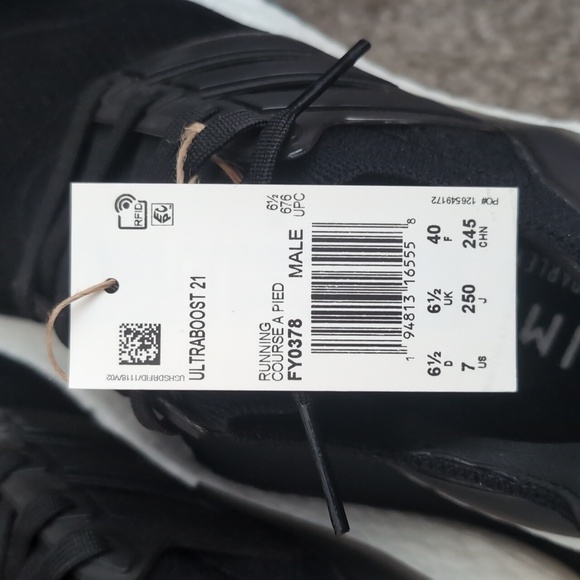 RFID
6½
676
UPC
ULTRABOOST 21
RUNNING
COURSE A PIED
FY0378
MALE
1 94813 16555 8
6½ D
6½ UK
40 F
7 US
250 J
245 CHN
PO# 126549172